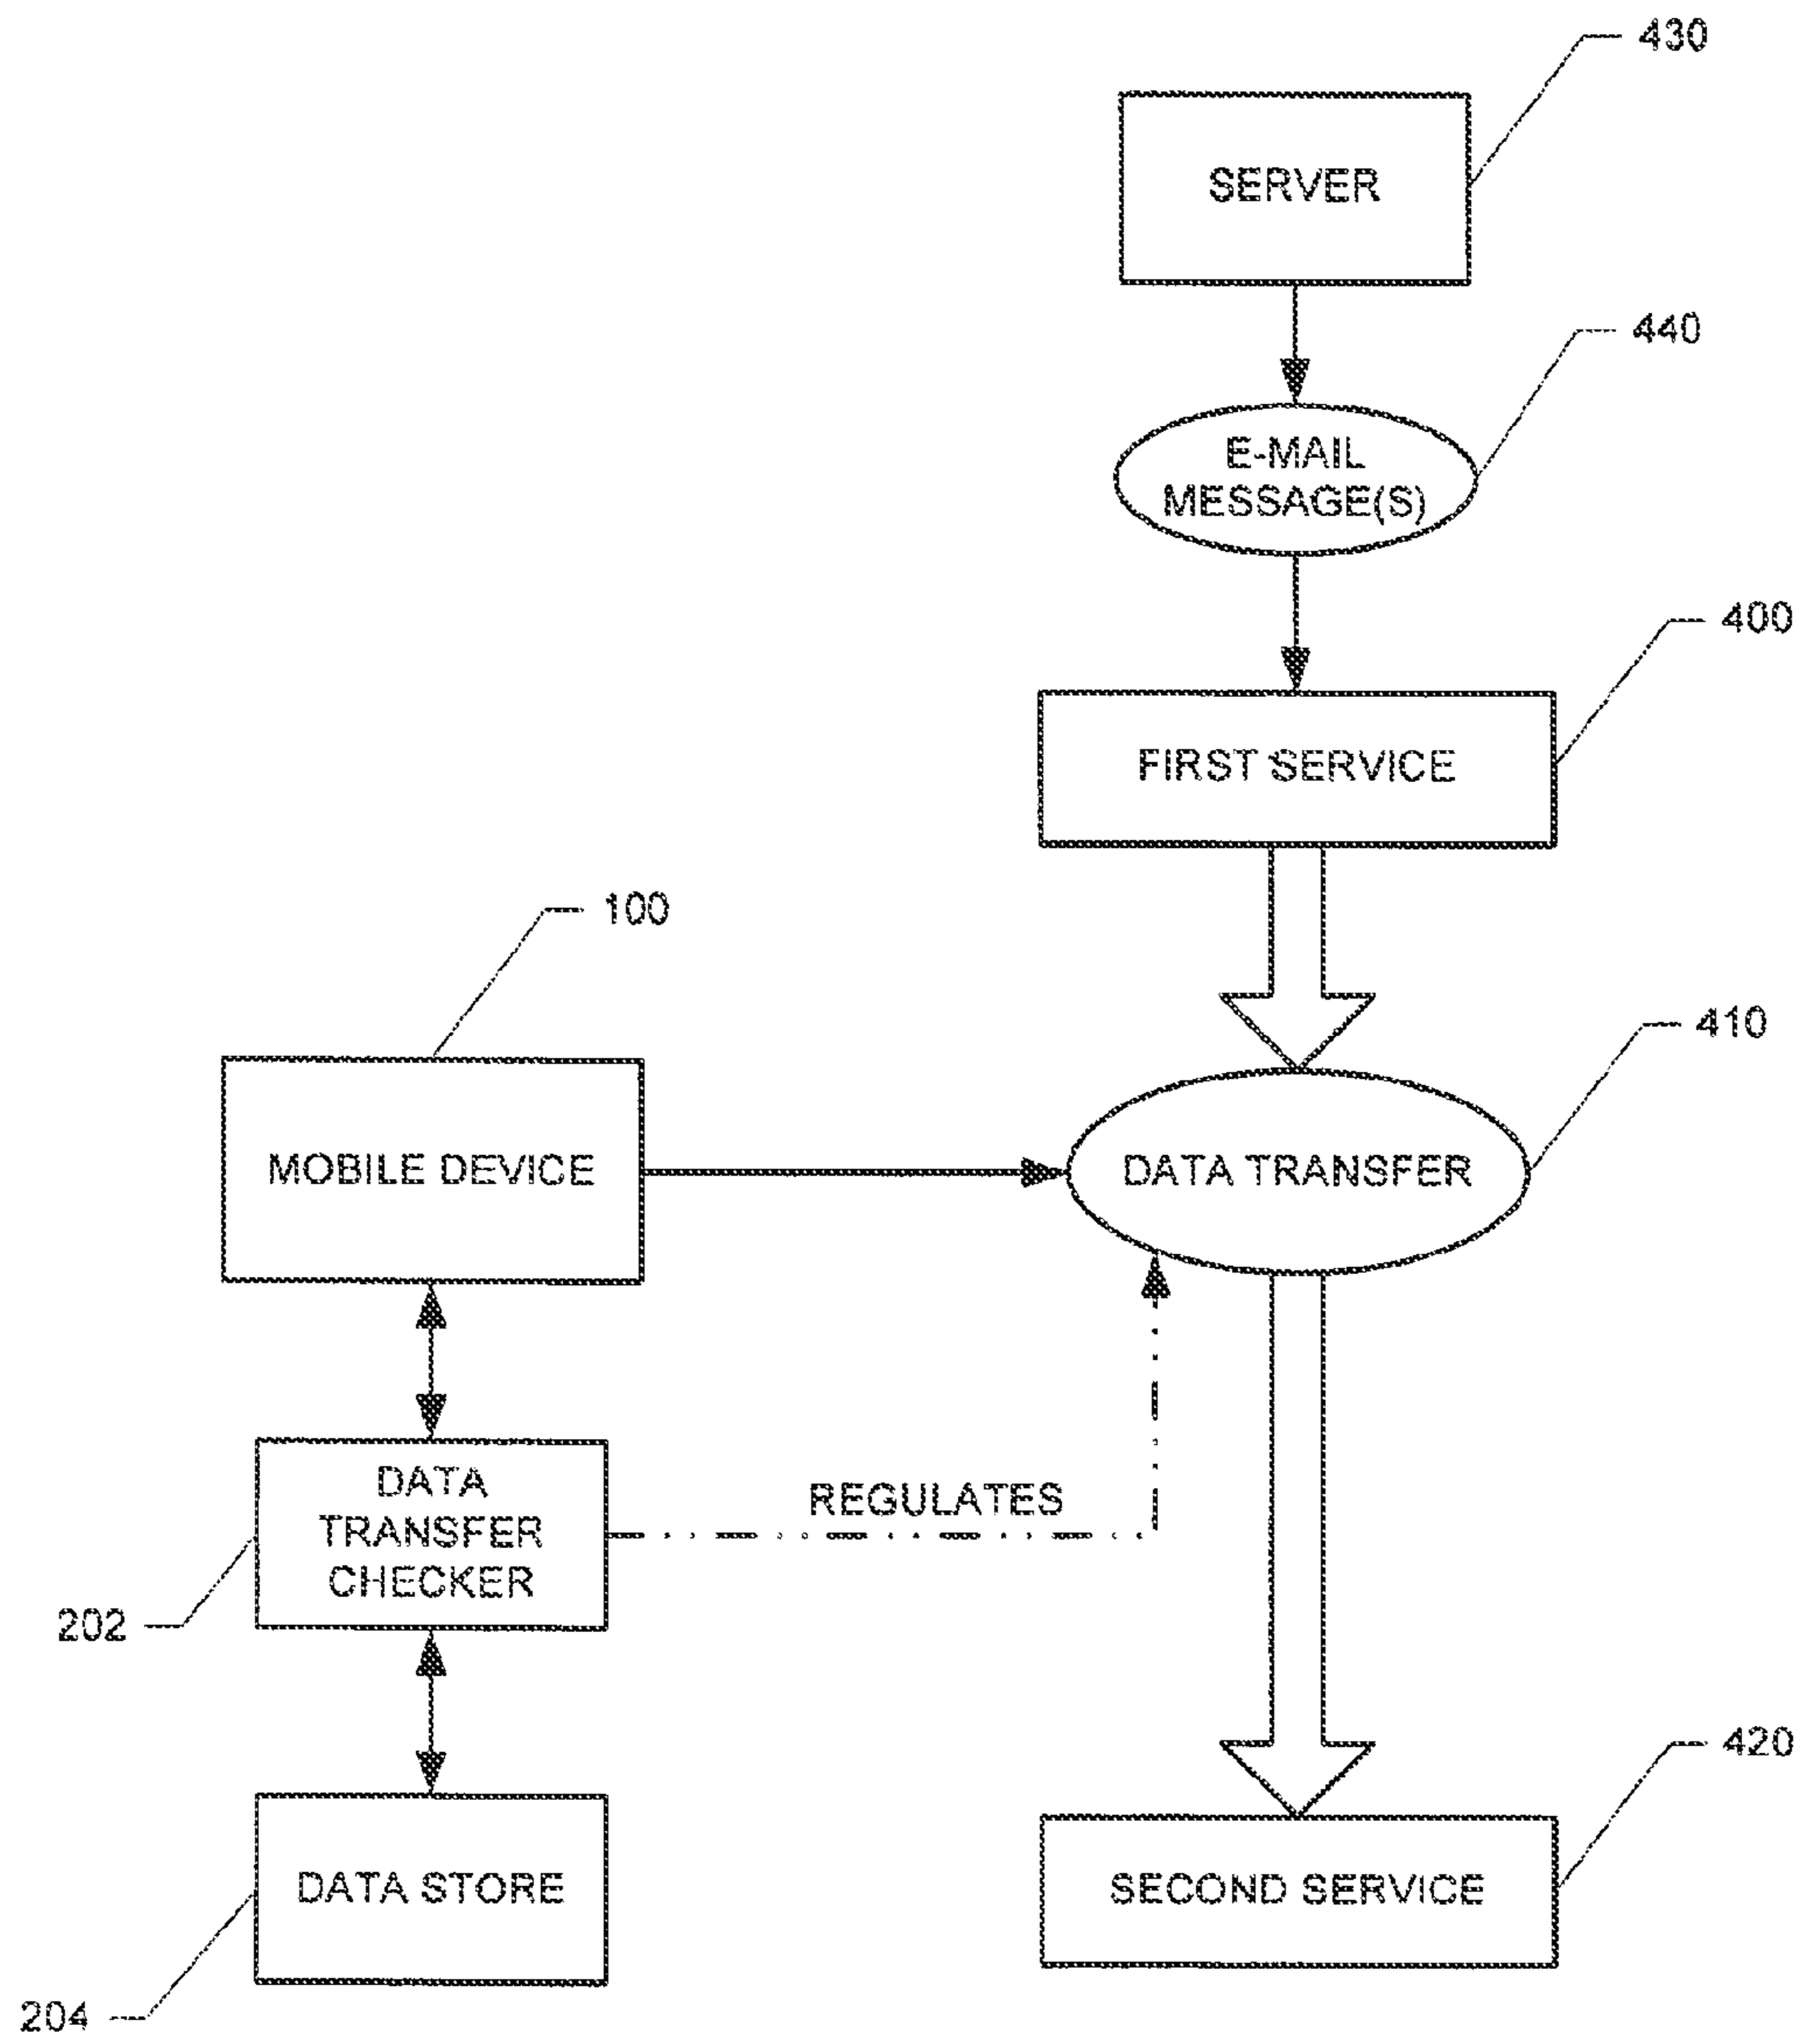 430
SERVER
440
E-MAIL
MESSAGE(S)
400
FIRST SERVICE
100
410
MOBILE DEVICE
DATA TRANSFER
DATA
TRANSFER
CHECKER
REGULATES
202
420
DATA STORE
SECOND SERVICE
204